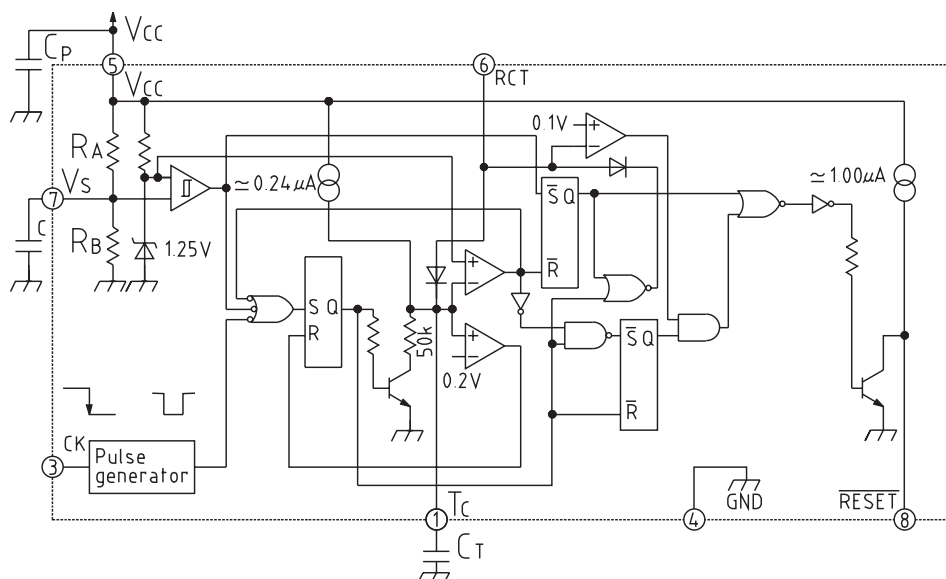 Vcc
CP
5
6
RCT
Vcc
0.1V
RA
VS
≃0.24μA
≃1.00μA
7
S Q
C
RB
1.25V
R
S Q
R
50k
S Q
0.2V
R
CK
3
Pulse
generator
TC
GND
RESET
1
4
8
CT